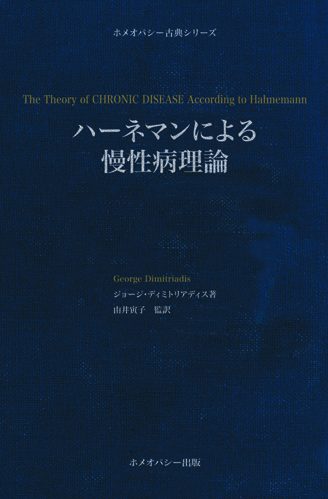 ホメオパシー古典シリーズ
The Theory of CHRONIC DISEASE According to Hahnemann
ハーネマンによる
慢性病理論
George Dimitriadis
ジョージ・ディミトリアディス著
由井寅子 監訳
ホメオパシー出版